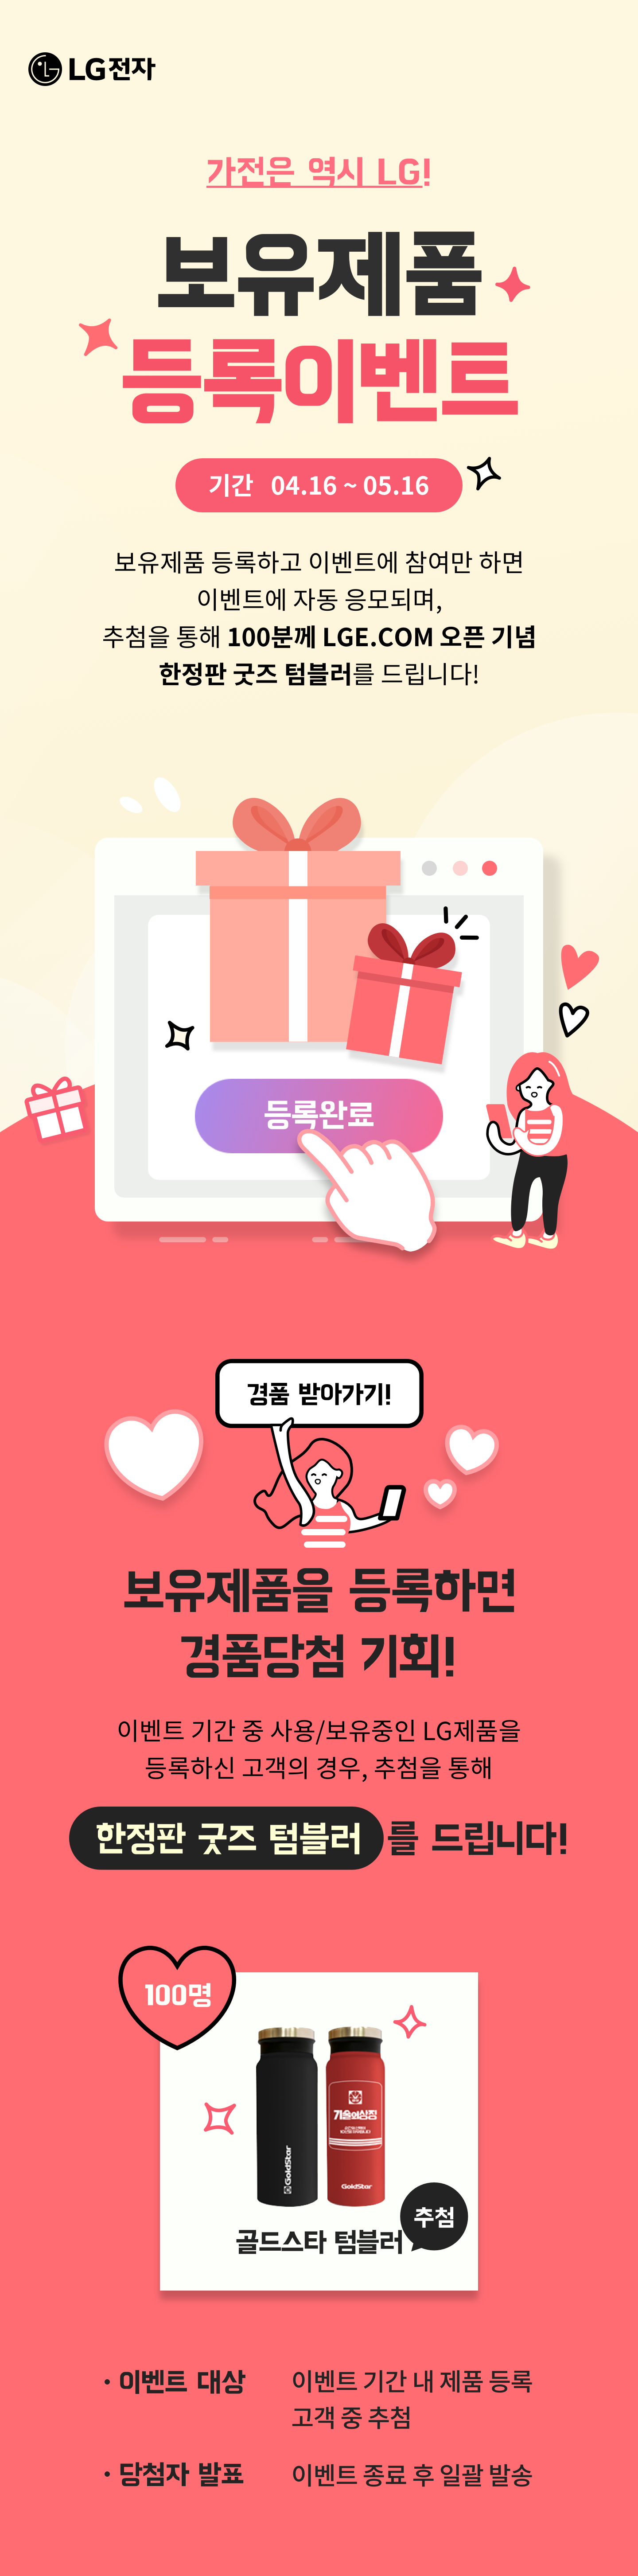 LG전자
가전은 역시 LG!
보유제품
등록이벤트
기간 04.16 ~ 05.16
보유제품 등록하고 이벤트에 참여만 하면
이벤트에 자동 응모되며,
추첨을 통해 100분께 LGE.COM 오픈 기념
한정판 굿즈 텀블러를 드립니다!
등록완료
경품 받아가기!
보유제품을 등록하면
경품당첨 기회!
이벤트 기간 중 사용/보유중인 LG제품을
등록하신 고객의 경우, 추첨을 통해
한정판 굿즈 텀블러를 드립니다!
100명
기술의상징
GoldStar
GoldStar
추첨
골드스타 텀블러
· 이벤트 대상 이벤트 기간 내 제품 등록
고객 중 추첨
· 당첨자 발표 이벤트 종료 후 일괄 발송